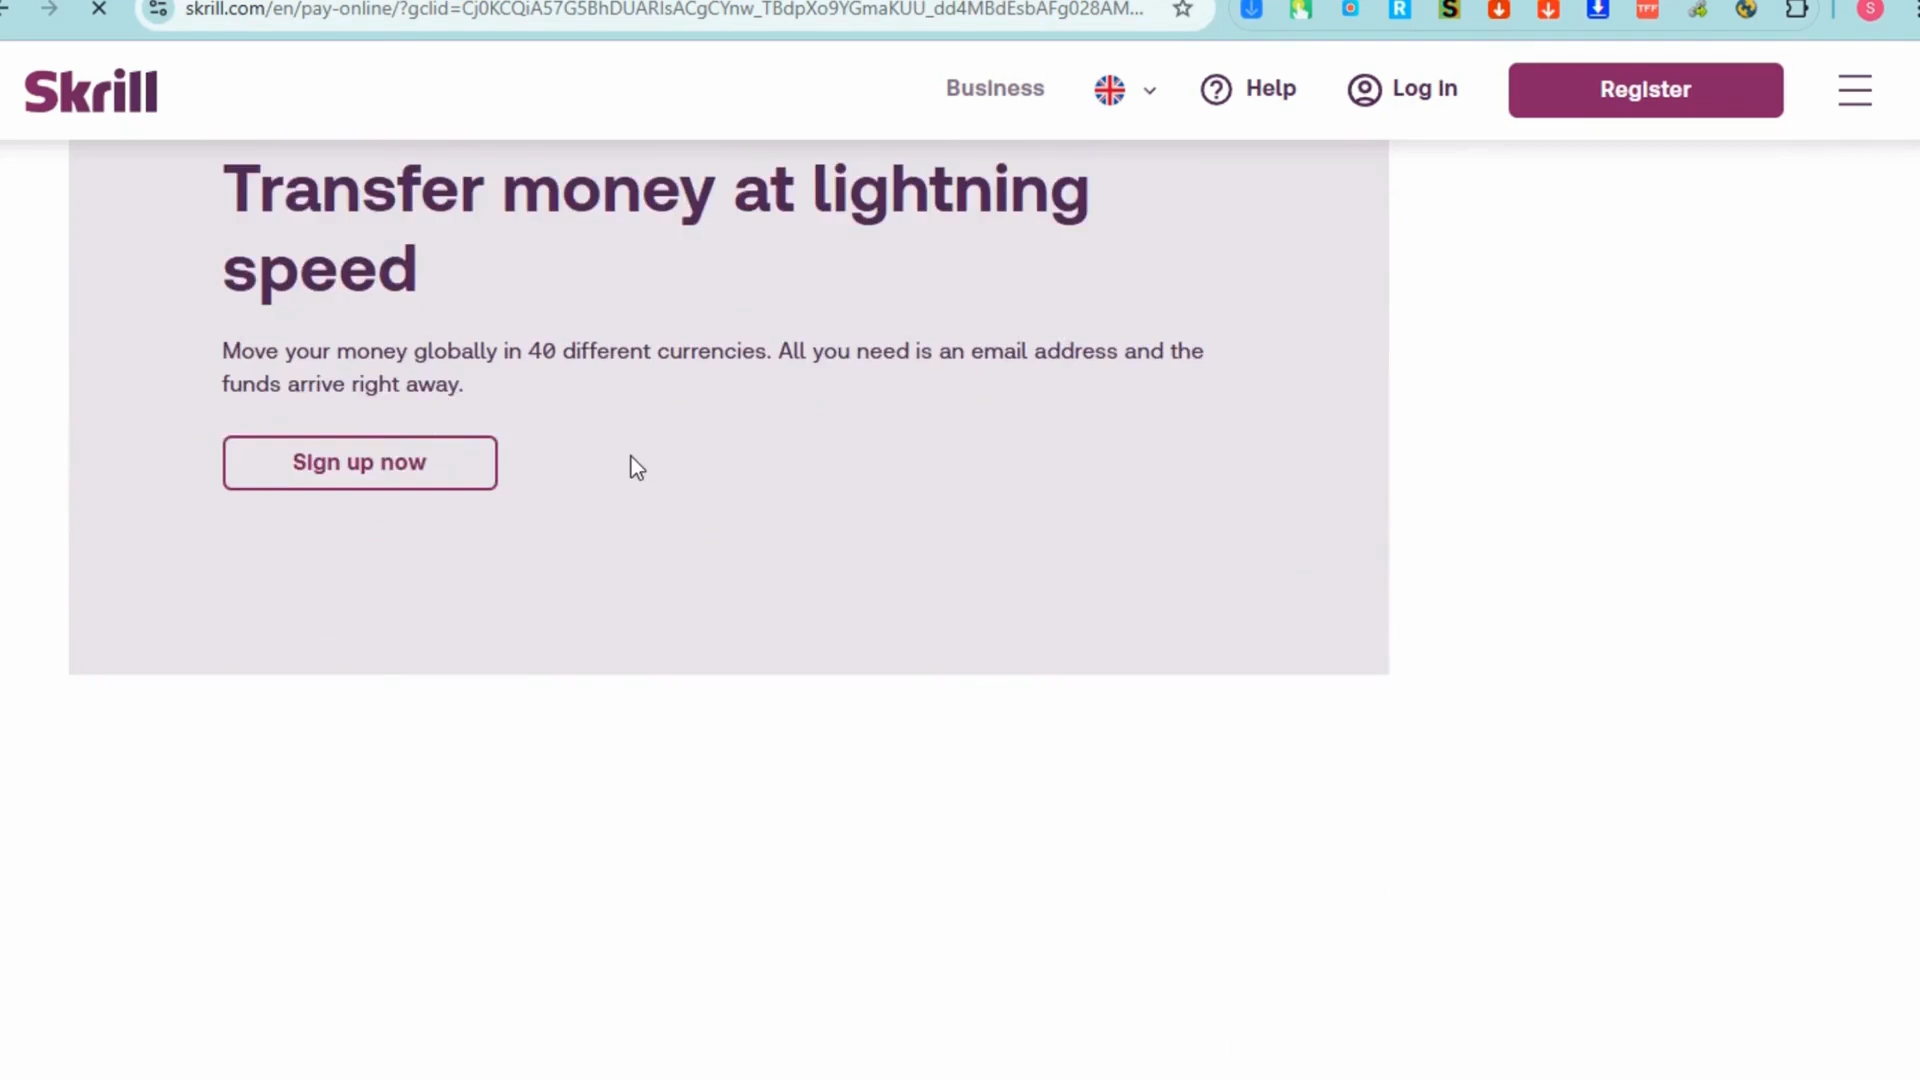 skrill.com/en/pay-online/?gclid=Cj0KCQiA57G5BhDUARIsACgCYnw_TBdpXo9YGmaKUU_dd4MBdEsbAFg028AM...
R
S
TFF
S
Skrill
Business
Help
Log In
Register
Transfer money at lightning
speed
Move your money globally in 40 different currencies. All you need is an email address and the
funds arrive right away.
Sign up now